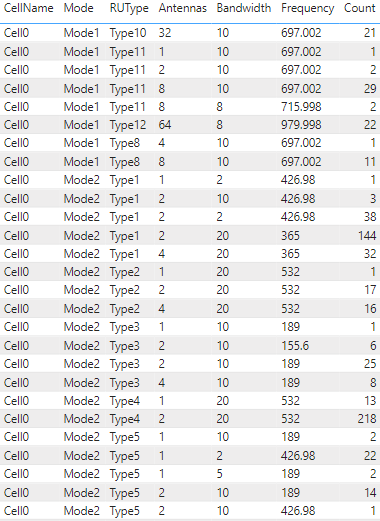 CellName Mode RUType Antennas Bandwidth Frequency Count
Cell0 Mode1 Type10 32 10 697.002 21
Cell0 Mode1 Type11 1 10 697.002 1
Cell0 Mode1 Type11 2 10 697.002 2
Cell0 Mode1 Type11 8 10 697.002 29
Cell0 Mode1 Type11 8 8 715.998 2
Cell0 Mode1 Type12 64 8 979.998 22
Cell0 Mode1 Type8 4 10 697.002 1
Cell0 Mode1 Type8 8 10 697.002 11
Cell0 Mode2 Type1 1 2 426.98 1
Cell0 Mode2 Type1 2 10 426.98 3
Cell0 Mode2 Type1 2 2 426.98 38
Cell0 Mode2 Type1 2 20 365 144
Cell0 Mode2 Type1 4 20 365 32
Cell0 Mode2 Type2 1 20 532 1
Cell0 Mode2 Type2 2 20 532 17
Cell0 Mode2 Type2 4 20 532 16
Cell0 Mode2 Type3 1 10 189 1
Cell0 Mode2 Type3 2 10 155.6 6
Cell0 Mode2 Type3 2 10 189 25
Cell0 Mode2 Type3 4 10 189 8
Cell0 Mode2 Type4 1 20 532 13
Cell0 Mode2 Type4 2 20 532 218
Cell0 Mode2 Type5 1 10 189 2
Cell0 Mode2 Type5 1 2 426.98 22
Cell0 Mode2 Type5 1 5 189 2
Cell0 Mode2 Type5 2 10 189 14
Cell0 Mode2 Type5 2 10 426.98 1